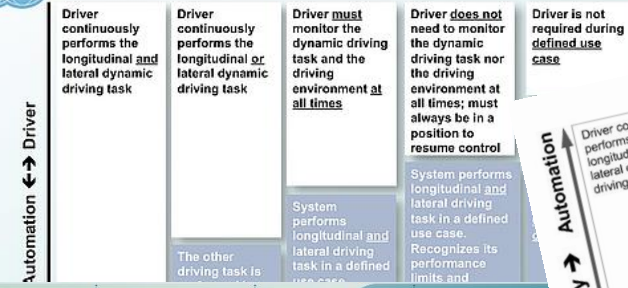 Driver
continuously
performs the
longitudinal and
lateral dynamic
driving task
Driver
continuously
performs the
longitudinal or
lateral dynamic
driving task
Driver must
monitor the
dynamic driving
task and the
driving
environment at
all times
Driver does not
need to monitor
the dynamic
driving task nor
the driving
environment at
all times; must
always be in a
position to
resume control
Driver is not
required during
defined use
case
Automation ↔ Driver
The other
driving task is
System
performs
longitudinal and
lateral driving
task in a defined
use case
System performs
longitudinal and
lateral driving
task in a defined
use case.
Recognizes its
performance
limits and
Automation
Driver co
performs
longitud
lateral
driving